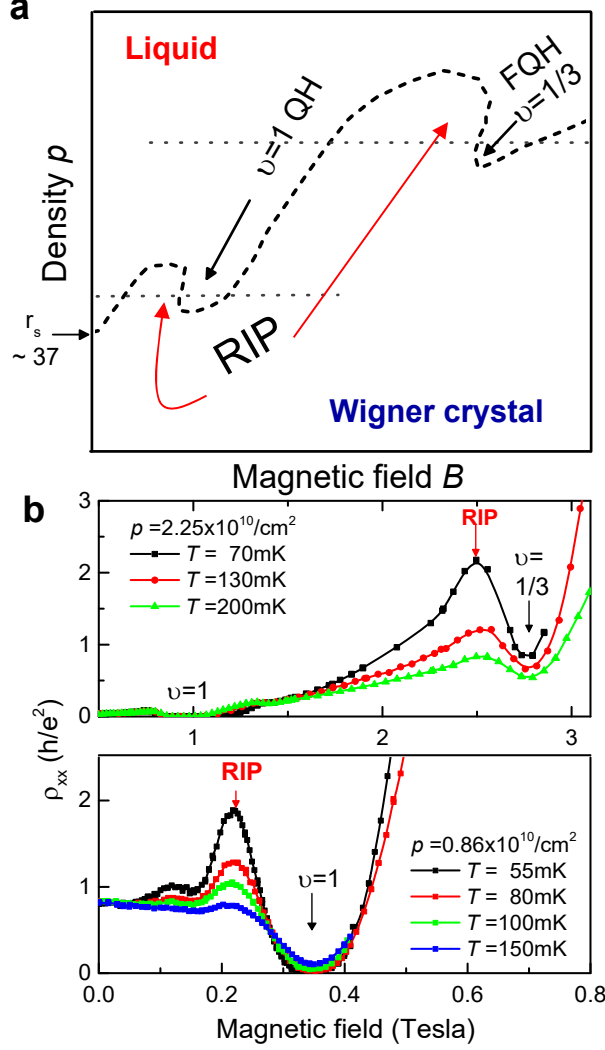 a
Liquid
υ=1 QH
FQH
υ=1/3
Density p
r_s
~ 37
RIP
Wigner crystal
Magnetic field B
b
3
2
1
0
p =2.25x10^10/cm^2
T = 70mK
T =130mK
T =200mK
RIP
υ=
1/3
υ=1
1
2
3
ρ_xx (h/e^2)
2
1
0
RIP
υ=1
p =0.86x10^10/cm^2
T = 55mK
T = 80mK
T =100mK
T =150mK
0.0
0.2
0.4
0.6
0.8
Magnetic field (Tesla)